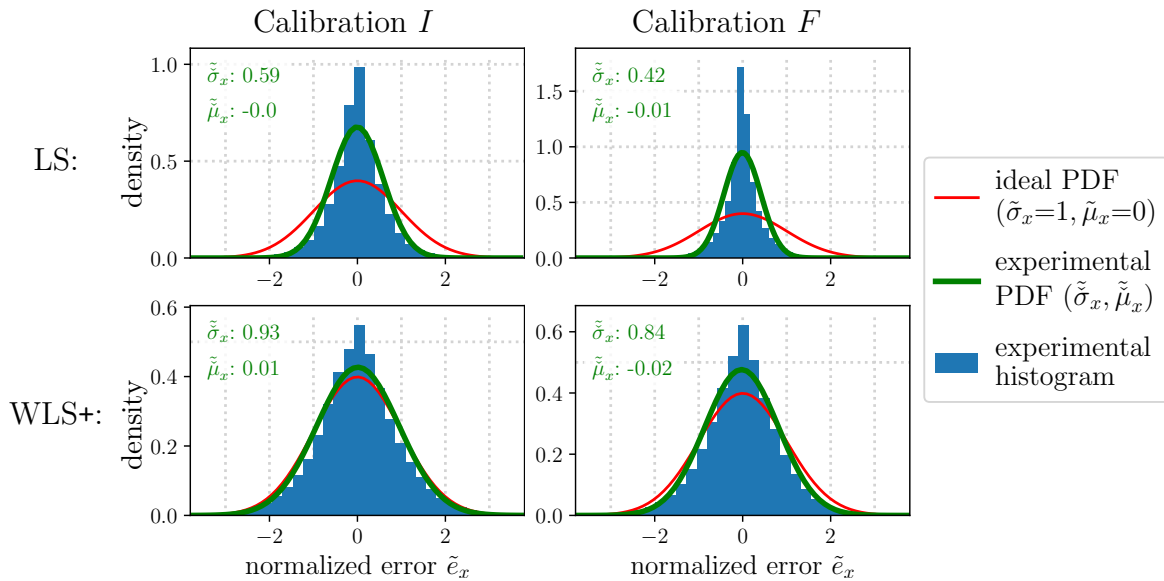 Calibration I
Calibration F
LS:
density
1.0
0.5
0.0
σ̃̌ₓ: 0.59
μ̃̌ₓ: -0.0
−2
0
2
1.5
1.0
0.5
0.0
σ̃̌ₓ: 0.42
μ̃̌ₓ: -0.01
−2
0
2
WLS+:
density
0.6
0.4
0.2
0.0
σ̃̌ₓ: 0.93
μ̃̌ₓ: 0.01
−2
0
2
normalized error ẽₓ
0.6
0.4
0.2
0.0
σ̃̌ₓ: 0.84
μ̃̌ₓ: -0.02
−2
0
2
normalized error ẽₓ
ideal PDF
(σ̃ₓ=1, μ̃ₓ=0)
experimental
PDF (σ̃̌ₓ, μ̃̌ₓ)
experimental
histogram